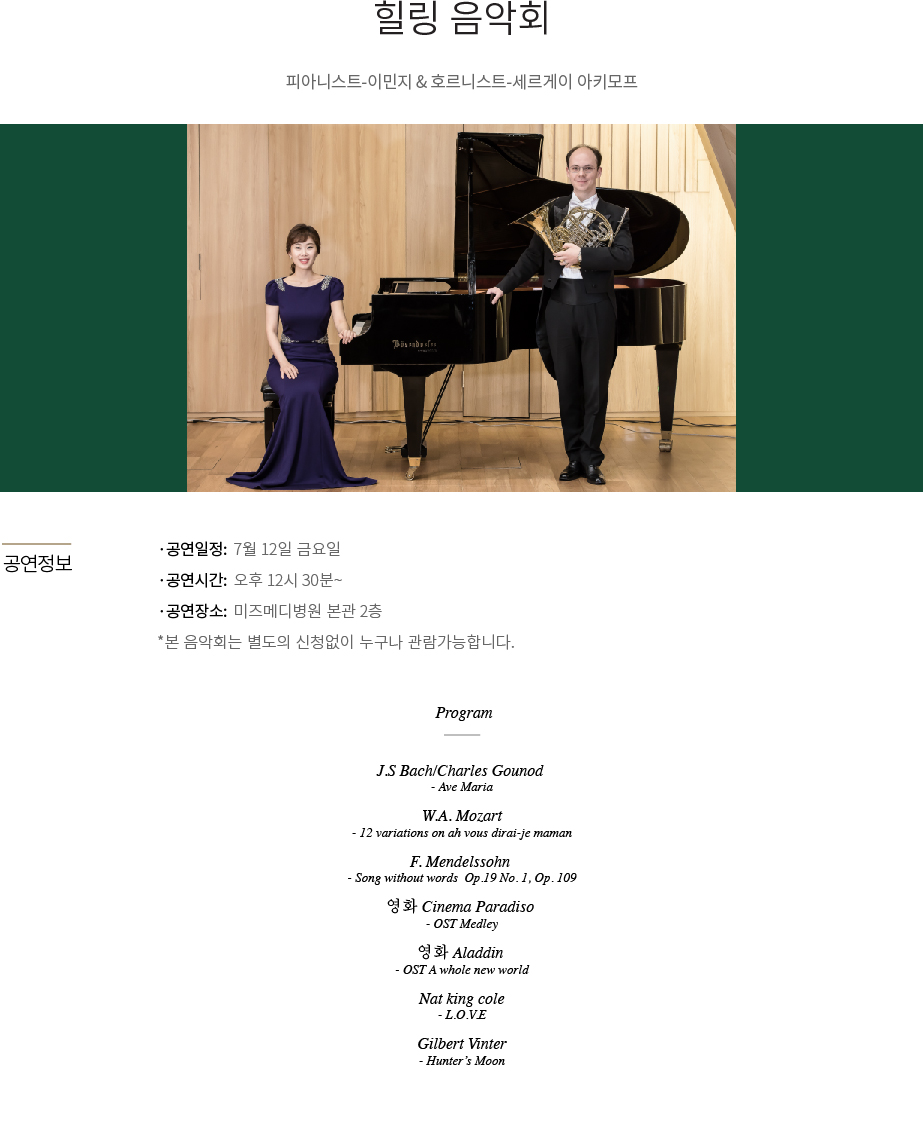 힐링 음악회
피아니스트-이민지 & 호르니스트-세르게이 아키모프
Bösendorfer
공연정보
·공연일정: 7월 12일 금요일
·공연시간: 오후 12시 30분~
·공연장소: 미즈메디병원 본관 2층
*본 음악회는 별도의 신청없이 누구나 관람가능합니다.
Program
J.S Bach/Charles Gounod
- Ave Maria
W.A. Mozart
- 12 variations on ah vous dirai-je maman
F. Mendelssohn
- Song without words Op.19 No. 1, Op. 109
영화 Cinema Paradiso
- OST Medley
영화 Aladdin
- OST A whole new world
Nat king cole
- L.O.V.E
Gilbert Vinter
- Hunter's Moon